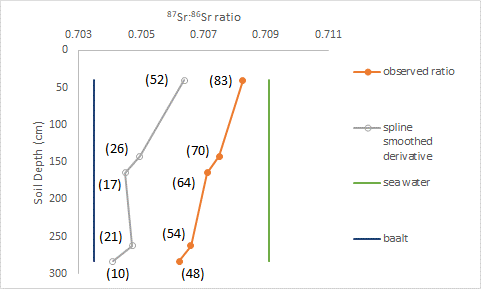 ⁸⁷Sr:⁸⁶Sr ratio
0.703 0.705 0.707 0.709 0.711
Soil Depth (cm)
0
50
100
150
200
250
300
(52) (83)
(26) (70)
(17) (64)
(21) (54)
(10) (48)
observed ratio
spline
smoothed
derivative
sea water
baalt